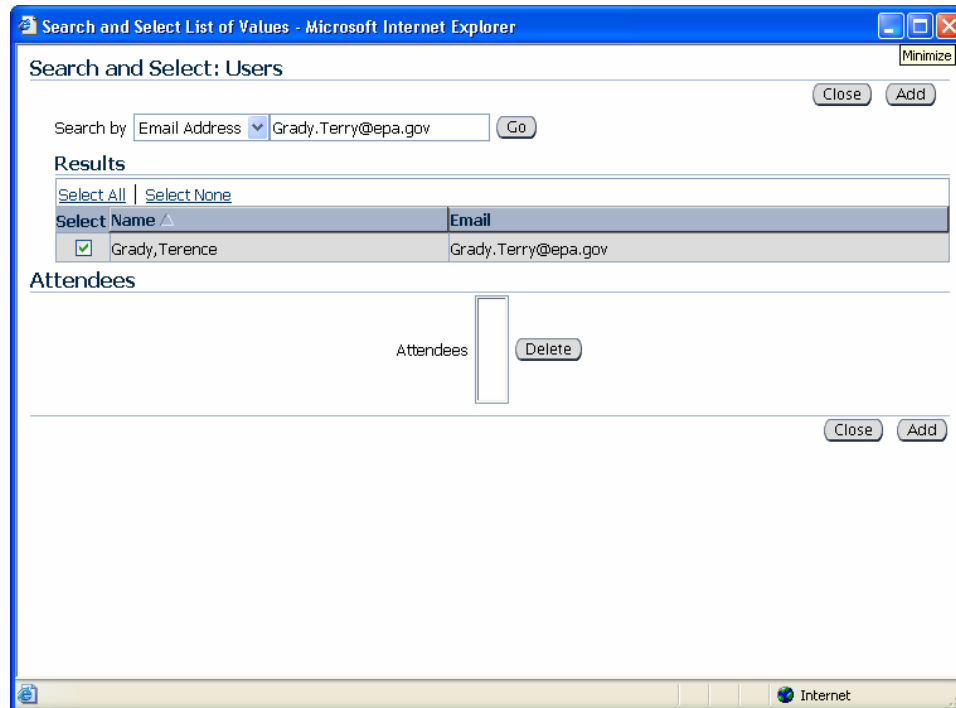 Search and Select List of Values - Microsoft Internet Explorer
Minimize
Search and Select: Users
Close Add
Search by Email Address Grady.Terry@epa.gov Go
Results
Select All | Select None
Select Name Email
Grady,Terence Grady.Terry@epa.gov
Attendees
Attendees Delete
Close Add
Internet